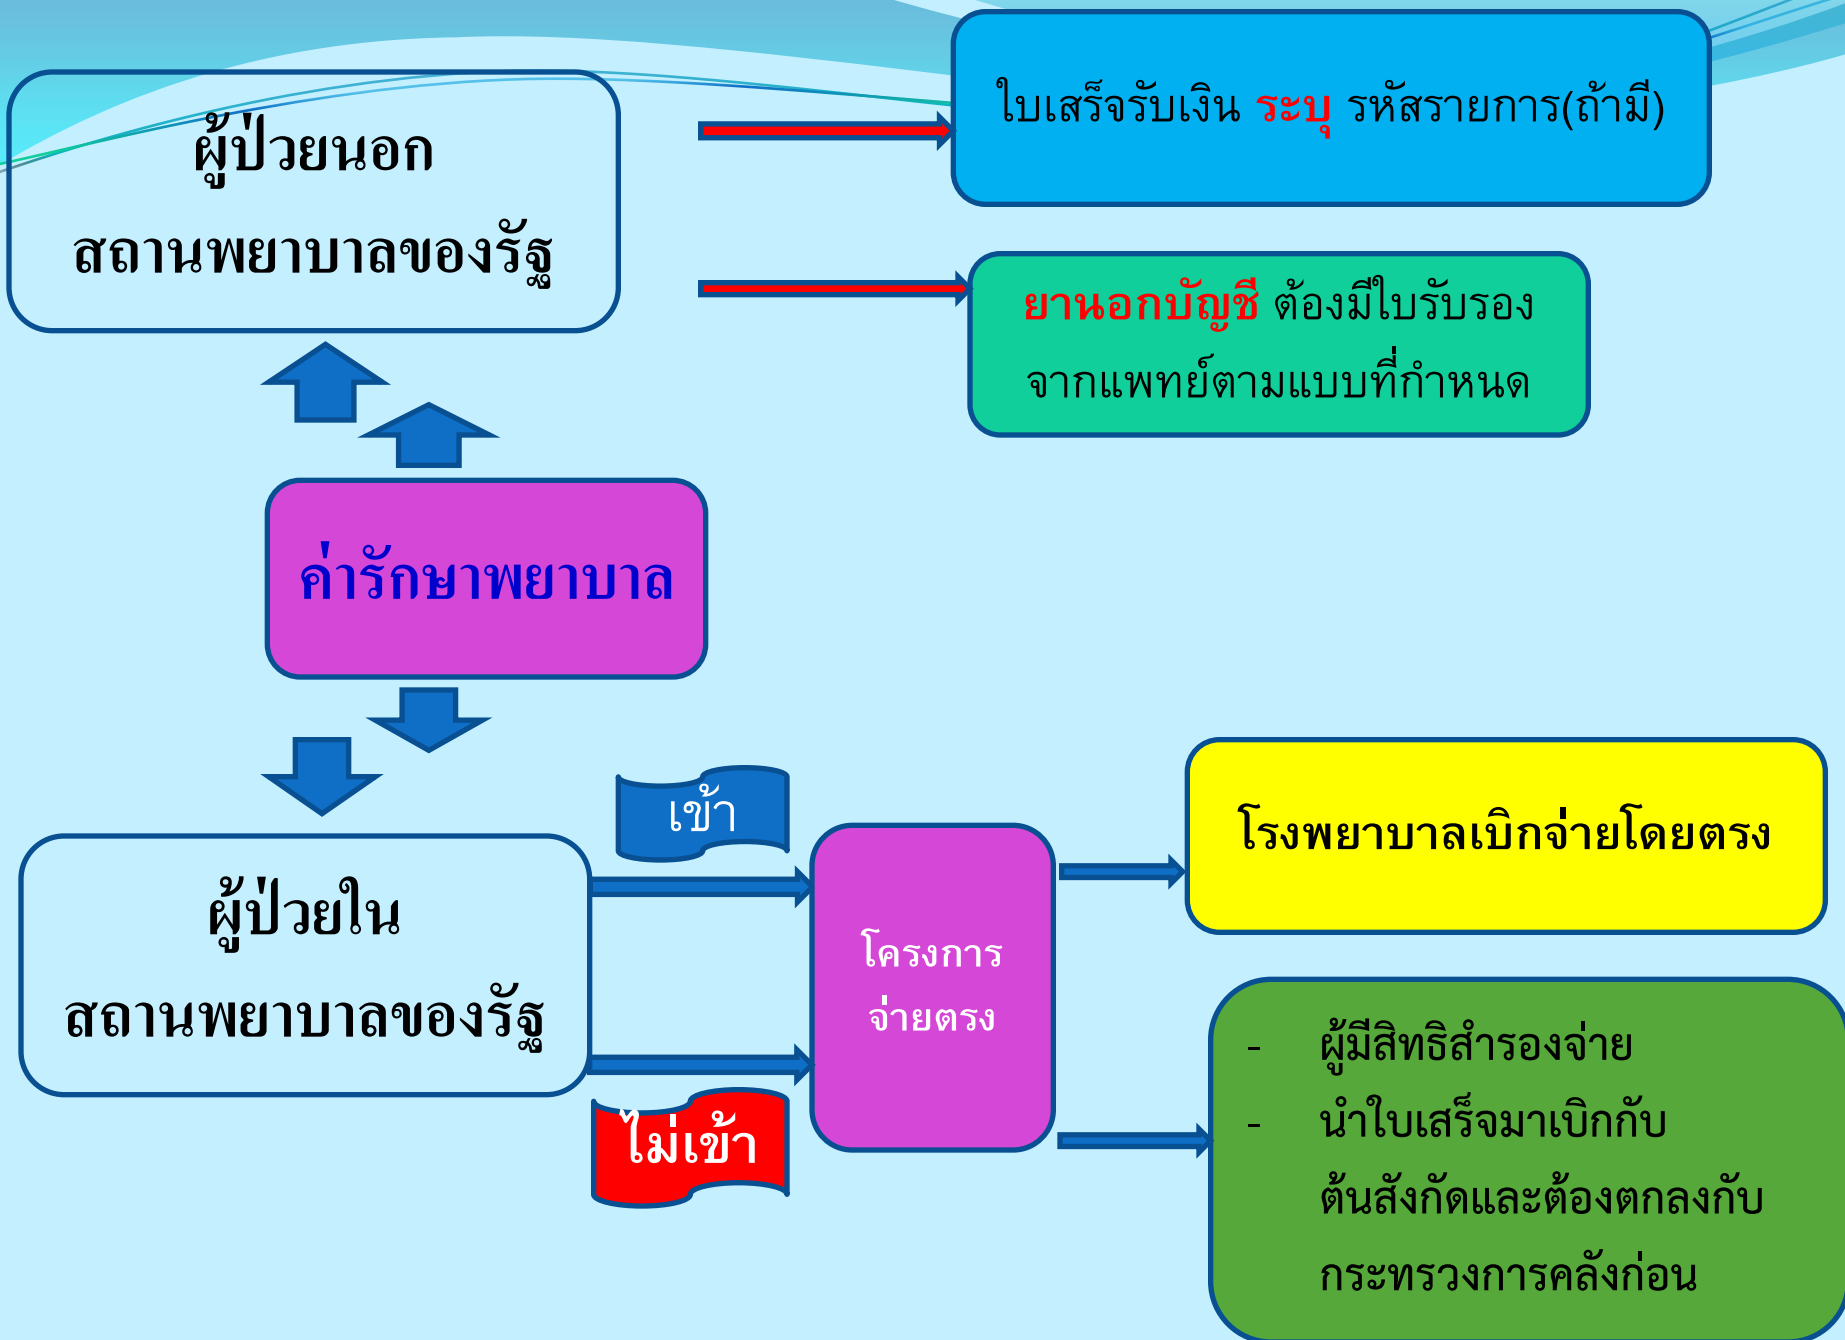 ใบเสร็จรับเงิน ระบุ รหัสรายการ(ถ้ามี)
ผู้ป่วยนอก
สถานพยาบาลของรัฐ
ยานอกบัญชี ต้องมีใบรับรอง
จากแพทย์ตามแบบที่กำหนด
ค่ารักษาพยาบาล
เข้า
โรงพยาบาลเบิกจ่ายโดยตรง
ผู้ป่วยใน
สถานพยาบาลของรัฐ
โครงการ
จ่ายตรง
ไม่เข้า
- ผู้มีสิทธิสำรองจ่าย
- นำใบเสร็จมาเบิกกับ
ต้นสังกัดและต้องตกลงกับ
กระทรวงการคลังก่อน